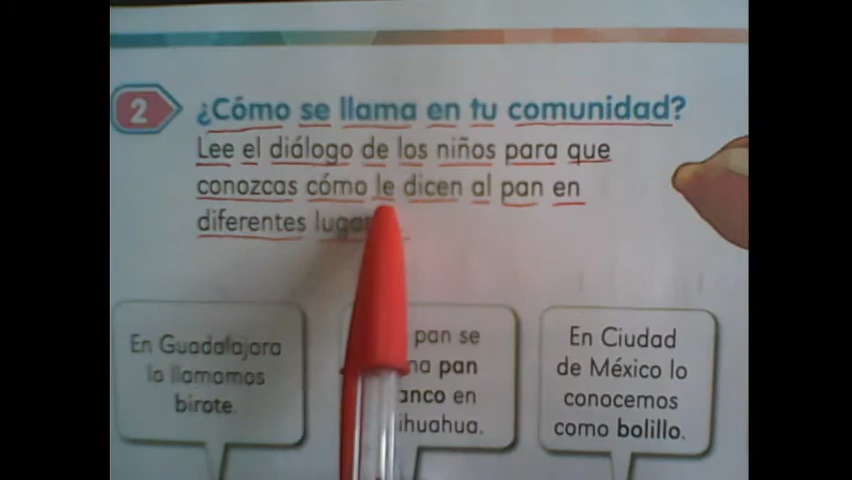 2
¿Cómo se llama en tu comunidad?
Lee el diálogo de los niños para que
conozcas cómo le dicen al pan en
diferentes
En Guadalajara
lo llamamos
birote.
pan se
pan
en
En Ciudad
de México lo
conocemos
como bolillo.